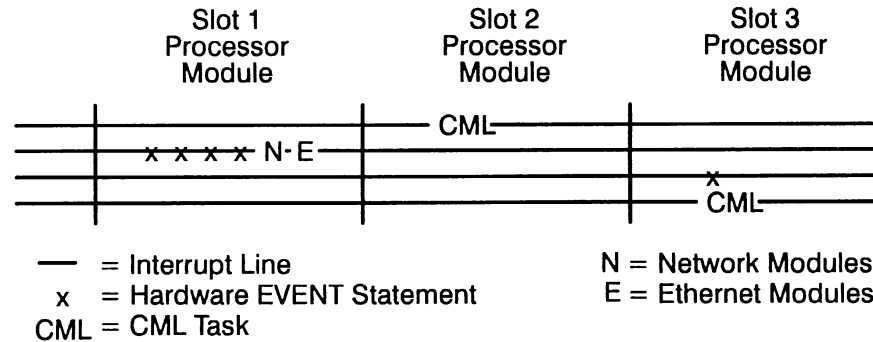 Slot 1 Processor Module
Slot 2 Processor Module
Slot 3 Processor Module
CML
x x x x N-E
x
CML
— = Interrupt Line
x = Hardware EVENT Statement
CML = CML Task
N = Network Modules
E = Ethernet Modules